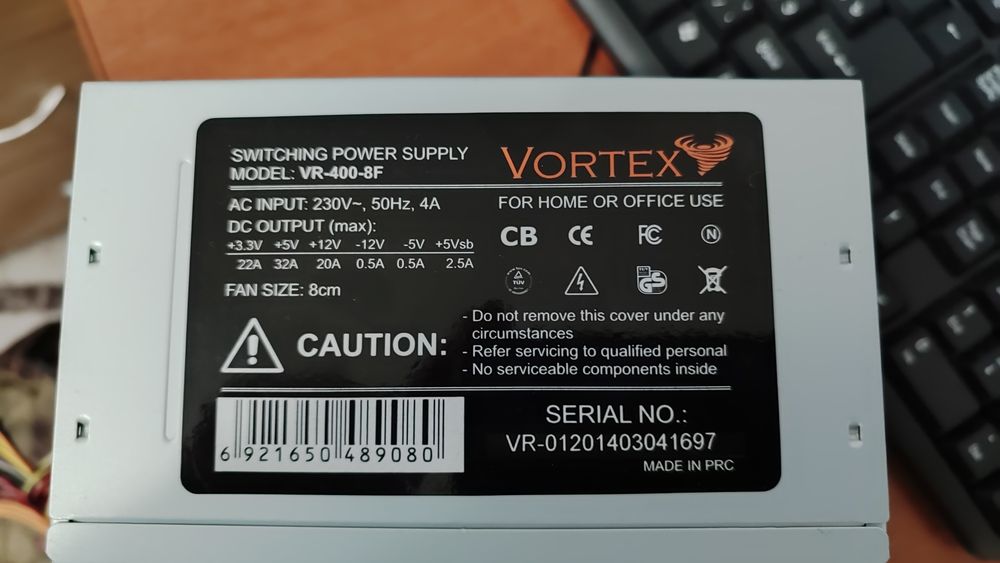 SWITCHING POWER SUPPLY
MODEL: VR-400-8F
VORTEX
AC INPUT: 230V~, 50Hz, 4A
FOR HOME OR OFFICE USE
DC OUTPUT (max):
+3.3V +5V +12V -12V -5V +5Vsb
22A 32A 20A 0.5A 0.5A 2.5A
FAN SIZE: 8cm
CB CE FC N
TÜV GS
CAUTION:
- Do not remove this cover under any
circumstances
- Refer servicing to qualified personal
- No serviceable components inside
6 921650 489080
SERIAL NO.:
VR-01201403041697
MADE IN PRC